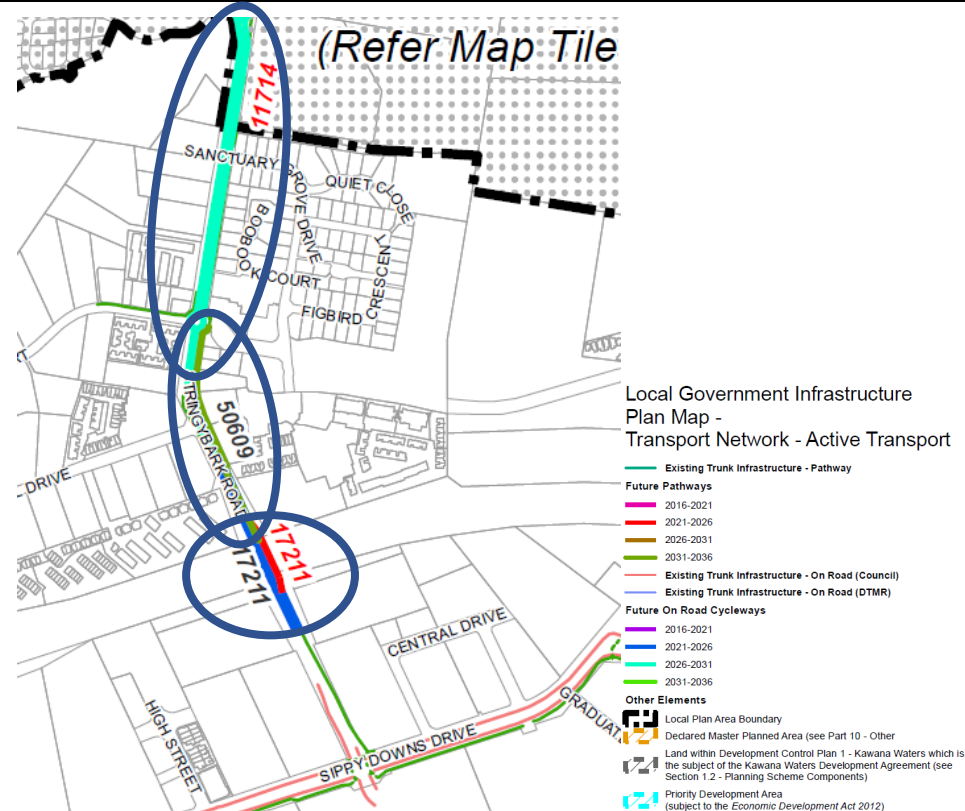 (Refer Map Tile
11714
SANCTUARY GROVE DRIVE
QUIET CLOSE
BOOBOOK COURT
CRESCENT
FIGBIRD
50609
TRINGYBARK ROAD
DRIVE
17211
17211
CENTRAL DRIVE
HIGH STREET
SIPPY DOWNS DRIVE
GRADUAT
Local Government Infrastructure
Plan Map -
Transport Network - Active Transport
Existing Trunk Infrastructure - Pathway
Future Pathways
2016-2021
2021-2026
2026-2031
2031-2036
Existing Trunk Infrastructure - On Road (Council)
Existing Trunk Infrastructure - On Road (DTMR)
Future On Road Cycleways
2016-2021
2021-2026
2026-2031
2031-2036
Other Elements
Local Plan Area Boundary
Declared Master Planned Area (see Part 10 - Other
Land within Development Control Plan 1 - Kawana Waters which is
the subject of the Kawana Waters Development Agreement (see
Section 1.2 - Planning Scheme Components)
Priority Development Area
(subject to the Economic Development Act 2012)